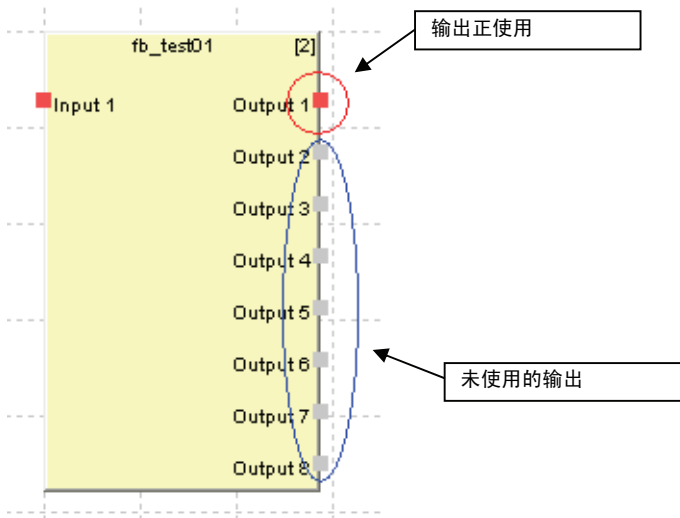 输出正使用
fb_test01 [2]
Input 1 Output 1
Output 2
Output 3
Output 4
Output 5
Output 6
未使用的输出
Output 7
Output 8